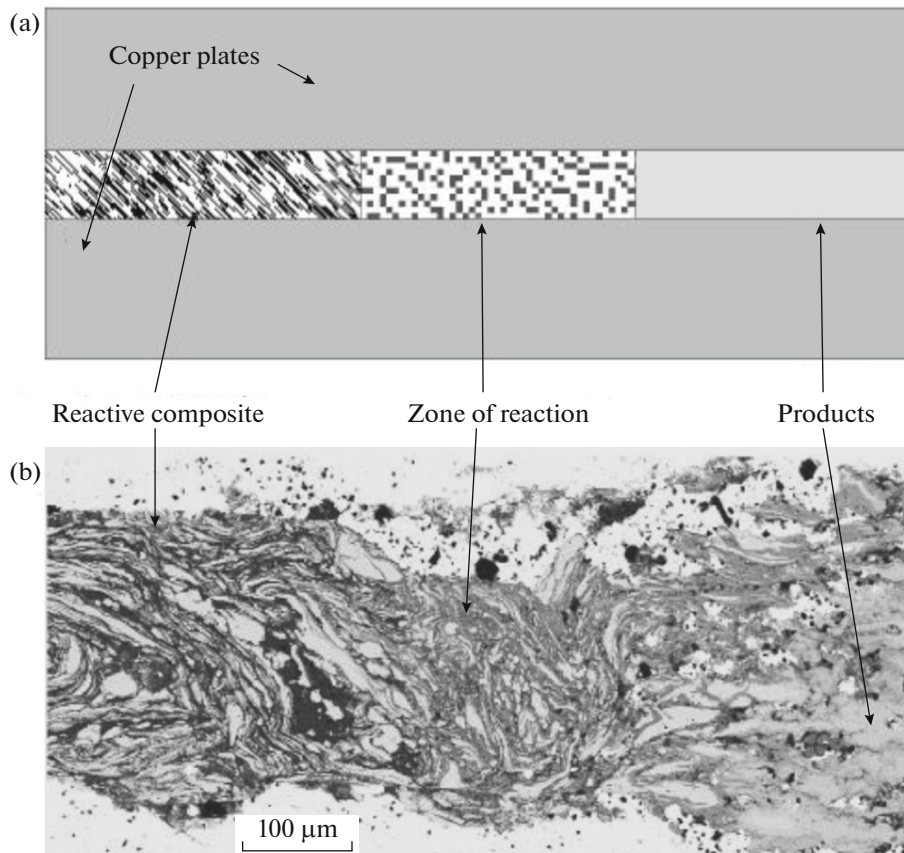 (a)
Copper plates
Reactive composite
Zone of reaction
Products
(b)
100 μm